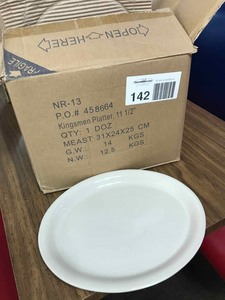 OPEN HERE
FRAGILE
142
NR-13
P.O.# 458664
Kingsmen Platter, 11 1/2"
QTY: 1 DOZ
MEAST: 31X24X25 CM
G.W.: 14 KGS
N.W.: 12.5 KGS